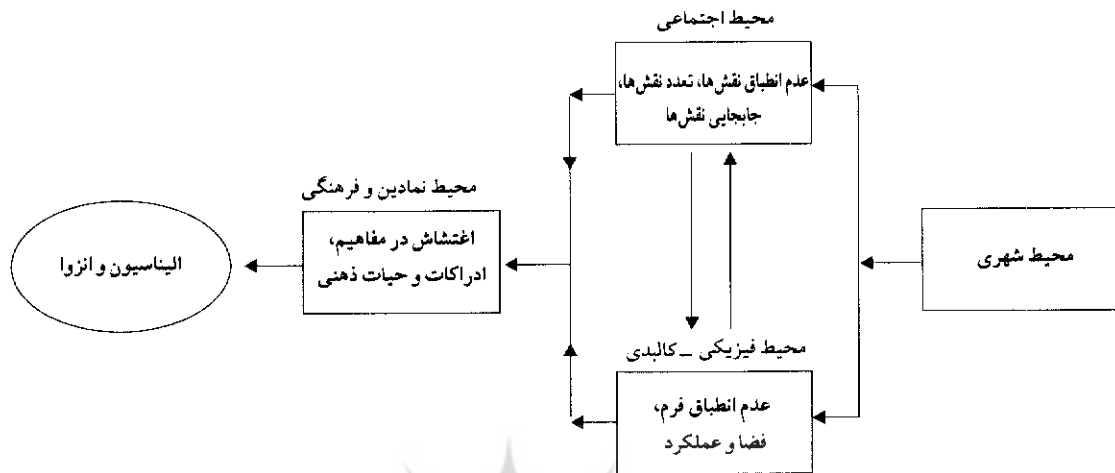 محیط اجتماعی
عدم انطباق نقش‌ها، تعدد نقش‌ها،
جابجایی نقش‌ها
محیط شهری
محیط فیزیکی _ کالبدی
عدم انطباق فرم،
فضا و عملکرد
محیط نمادین و فرهنگی
اغتشاش در مفاهیم،
ادراکات و حیات ذهنی
الیناسیون و انزوا